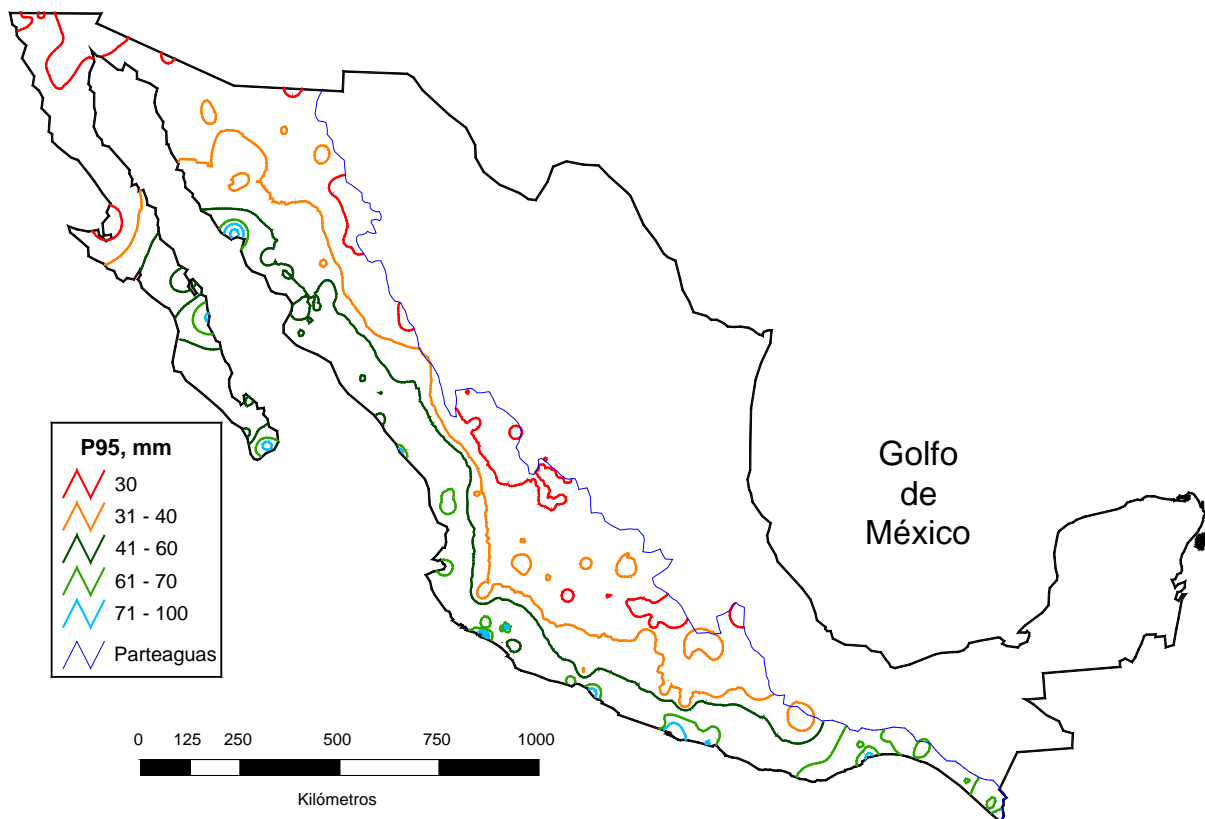 Golfo
de
México
P95, mm
30
31 - 40
41 - 60
61 - 70
71 - 100
Parteaguas
0 125 250 500 750 1000
Kilómetros